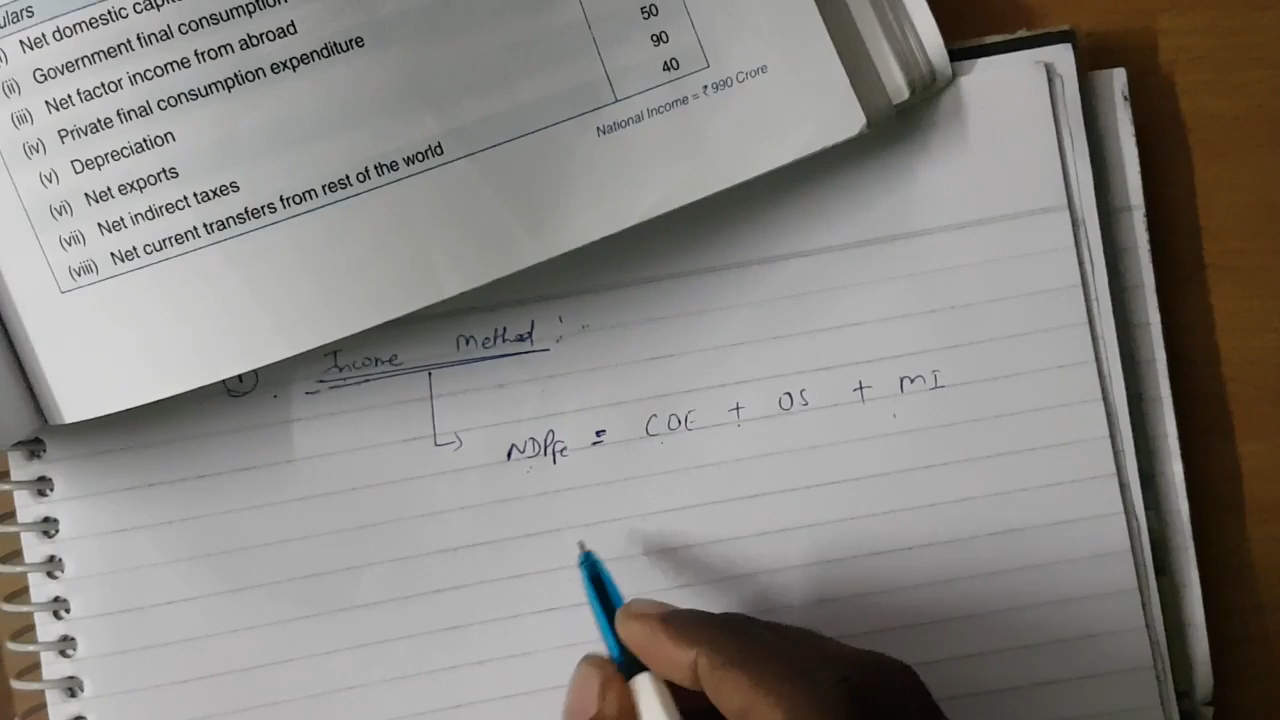 ulars
(i) Net domestic capit
(ii) Government final consumption
(iii) Net factor income from abroad
(iv) Private final consumption expenditure
(v) Depreciation
(vi) Net exports
(vii) Net indirect taxes
(viii) Net current transfers from rest of the world
50
90
40
National Income = ₹ 990 Crore
1. Income Method :
NDPfc = COE + OS + MI